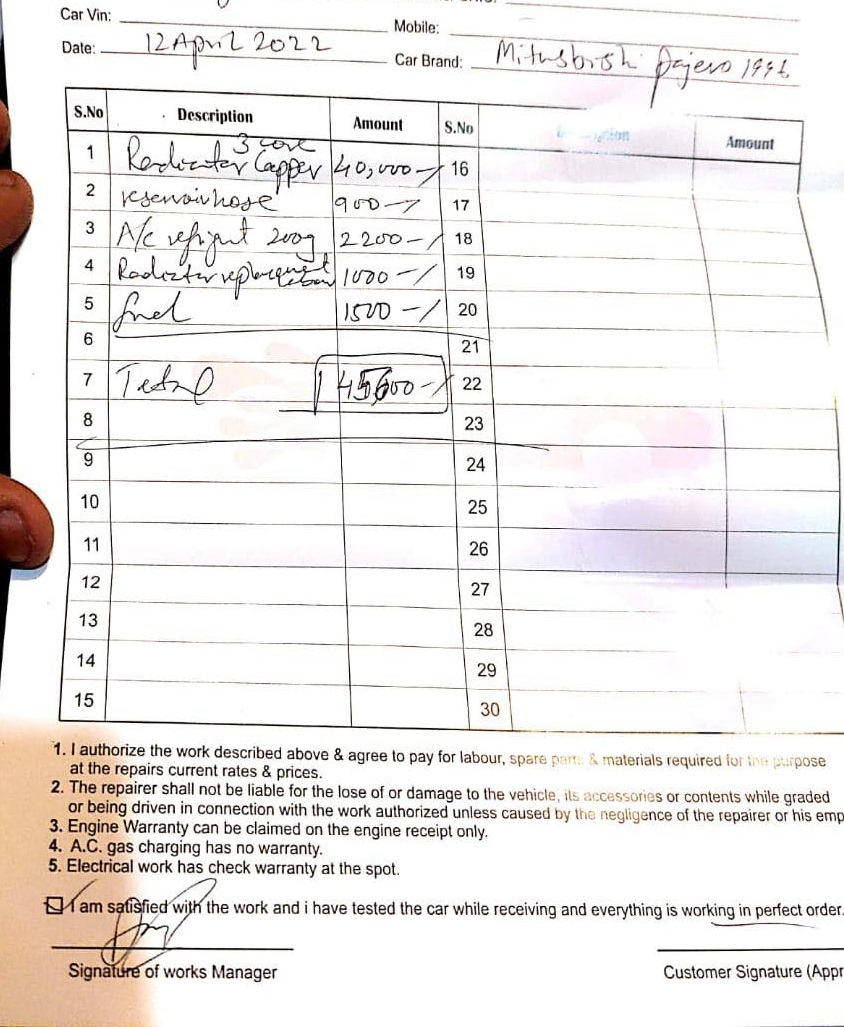 Car Vin:
Mobile:
Date: 12 April 2022
Car Brand: Mitusbish pajero 1996
S.No Description Amount S.No Amount
1 Radiator 3 core Capper 40,000-/ 16
2 reservoir hose 900-/ 17
3 A/c refignt 200g 2200-/ 18
4 Radiator 1000-/ 19
5 fuel 1500-/ 20
6 21
7 Total 45600-/ 22
8 23
9 24
10 25
11 26
12 27
13 28
14 29
15 30
1. I authorize the work described above & agree to pay for labour, spare parts & materials required for the purpose
at the repairs current rates & prices.
2. The repairer shall not be liable for the lose of or damage to the vehicle, its accessories or contents while graded
or being driven in connection with the work authorized unless caused by the negligence of the repairer or his emp
3. Engine Warranty can be claimed on the engine receipt only.
4. A.C. gas charging has no warranty.
5. Electrical work has check warranty at the spot.
I am satisfied with the work and i have tested the car while receiving and everything is working in perfect order.
Signature of works Manager
Customer Signature (Appr